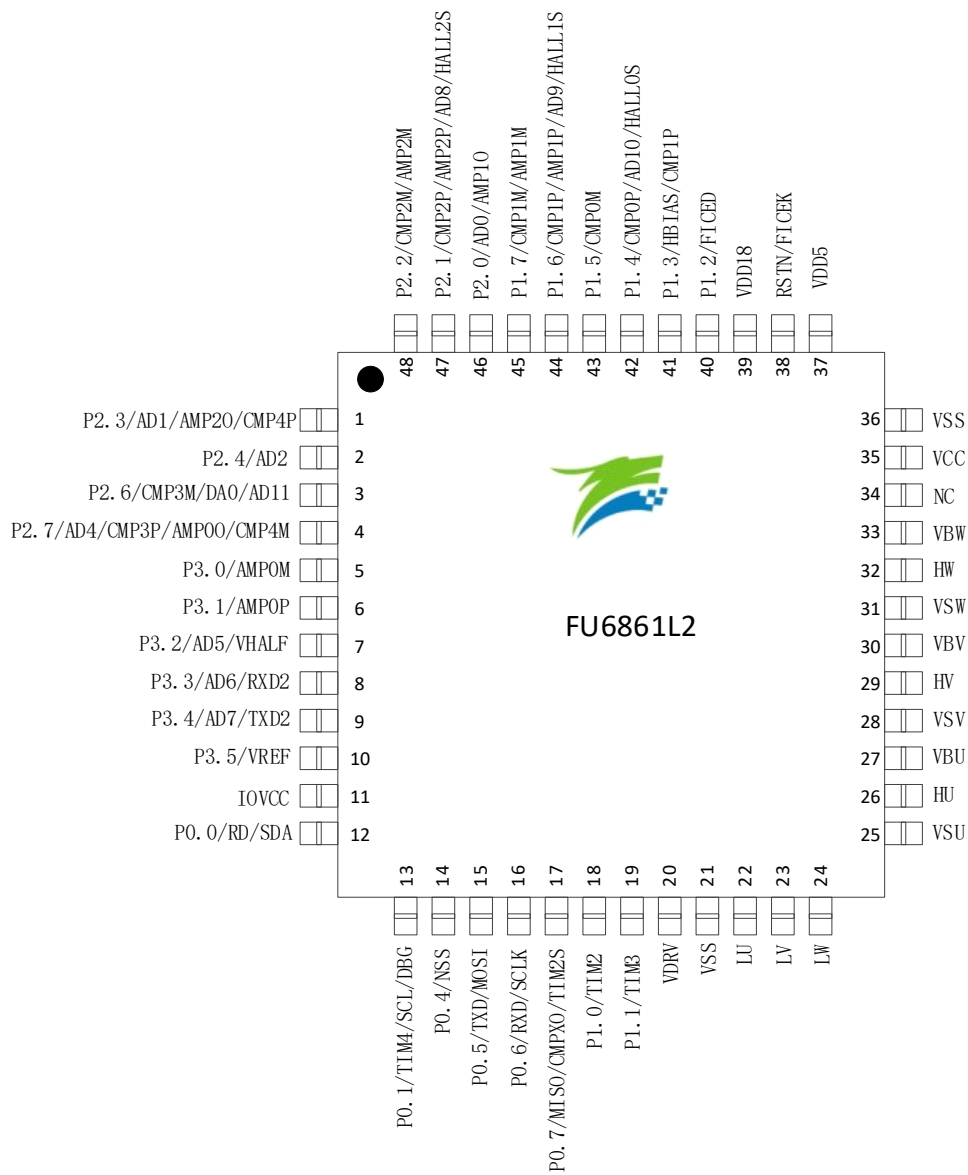 P2.2/CMP2M/AMP2M
P2.1/CMP2P/AMP2P/AD8/HALL2S
P2.0/AD0/AMP1O
P1.7/CMP1M/AMP1M
P1.6/CMP1P/AMP1P/AD9/HALL1S
P1.5/CMP0M
P1.4/CMP0P/AD10/HALL0S
P1.3/HBIAS/CMP1P
P1.2/FICED
VDD18
RSTN/FICEK
VDD5
48
47
46
45
44
43
42
41
40
39
38
37
P2.3/AD1/AMP2O/CMP4P 1
P2.4/AD2 2
P2.6/CMP3M/DA0/AD11 3
P2.7/AD4/CMP3P/AMP0O/CMP4M 4
P3.0/AMP0M 5
P3.1/AMP0P 6
P3.2/AD5/VHALF 7
P3.3/AD6/RXD2 8
P3.4/AD7/TXD2 9
P3.5/VREF 10
IOVCC 11
P0.0/RD/SDA 12
FU6861L2
36 VSS
35 VCC
34 NC
33 VBW
32 HW
31 VSW
30 VBV
29 HV
28 VSV
27 VBU
26 HU
25 VSU
13
14
15
16
17
18
19
20
21
22
23
24
P0.1/TIM4/SCL/DBG
P0.4/NSS
P0.5/TXD/MOSI
P0.6/RXD/SCLK
P0.7/MISO/CMPXO/TIM2S
P1.0/TIM2
P1.1/TIM3
VDRV
VSS
LU
LV
LW